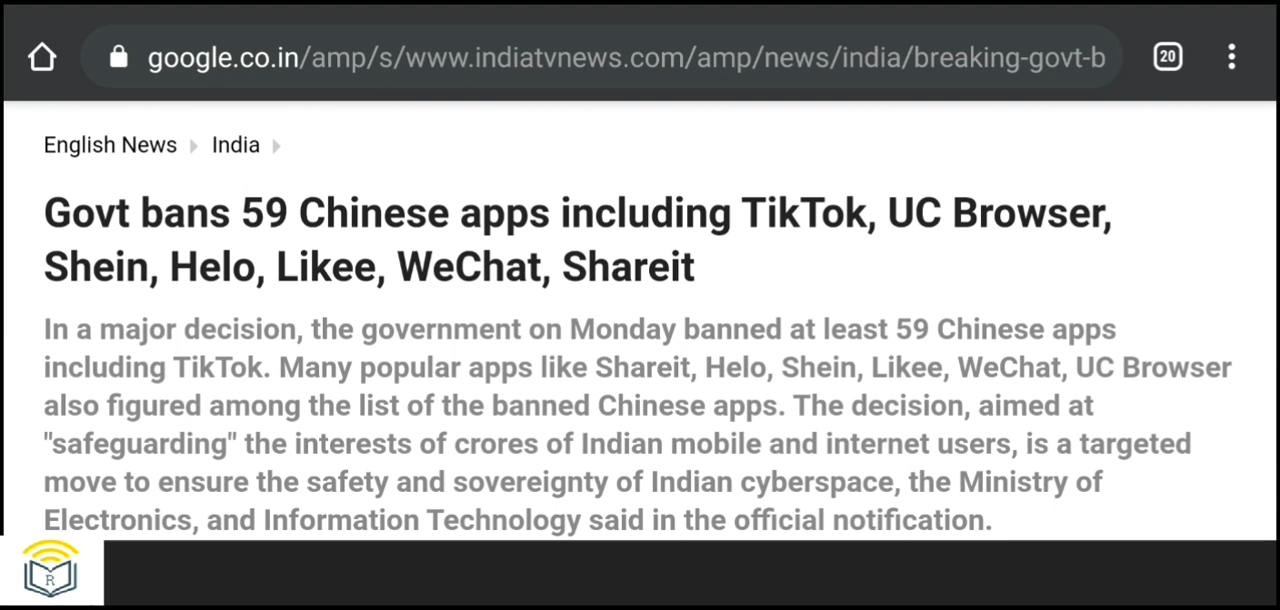 google.co.in/amp/s/www.indiatvnews.com/amp/news/india/breaking-govt-b
20
English News
India
Govt bans 59 Chinese apps including TikTok, UC Browser,
Shein, Helo, Likee, WeChat, Shareit
In a major decision, the government on Monday banned at least 59 Chinese apps
including TikTok. Many popular apps like Shareit, Helo, Shein, Likee, WeChat, UC Browser
also figured among the list of the banned Chinese apps. The decision, aimed at
"safeguarding" the interests of crores of Indian mobile and internet users, is a targeted
move to ensure the safety and sovereignty of Indian cyberspace, the Ministry of
Electronics, and Information Technology said in the official notification.
R